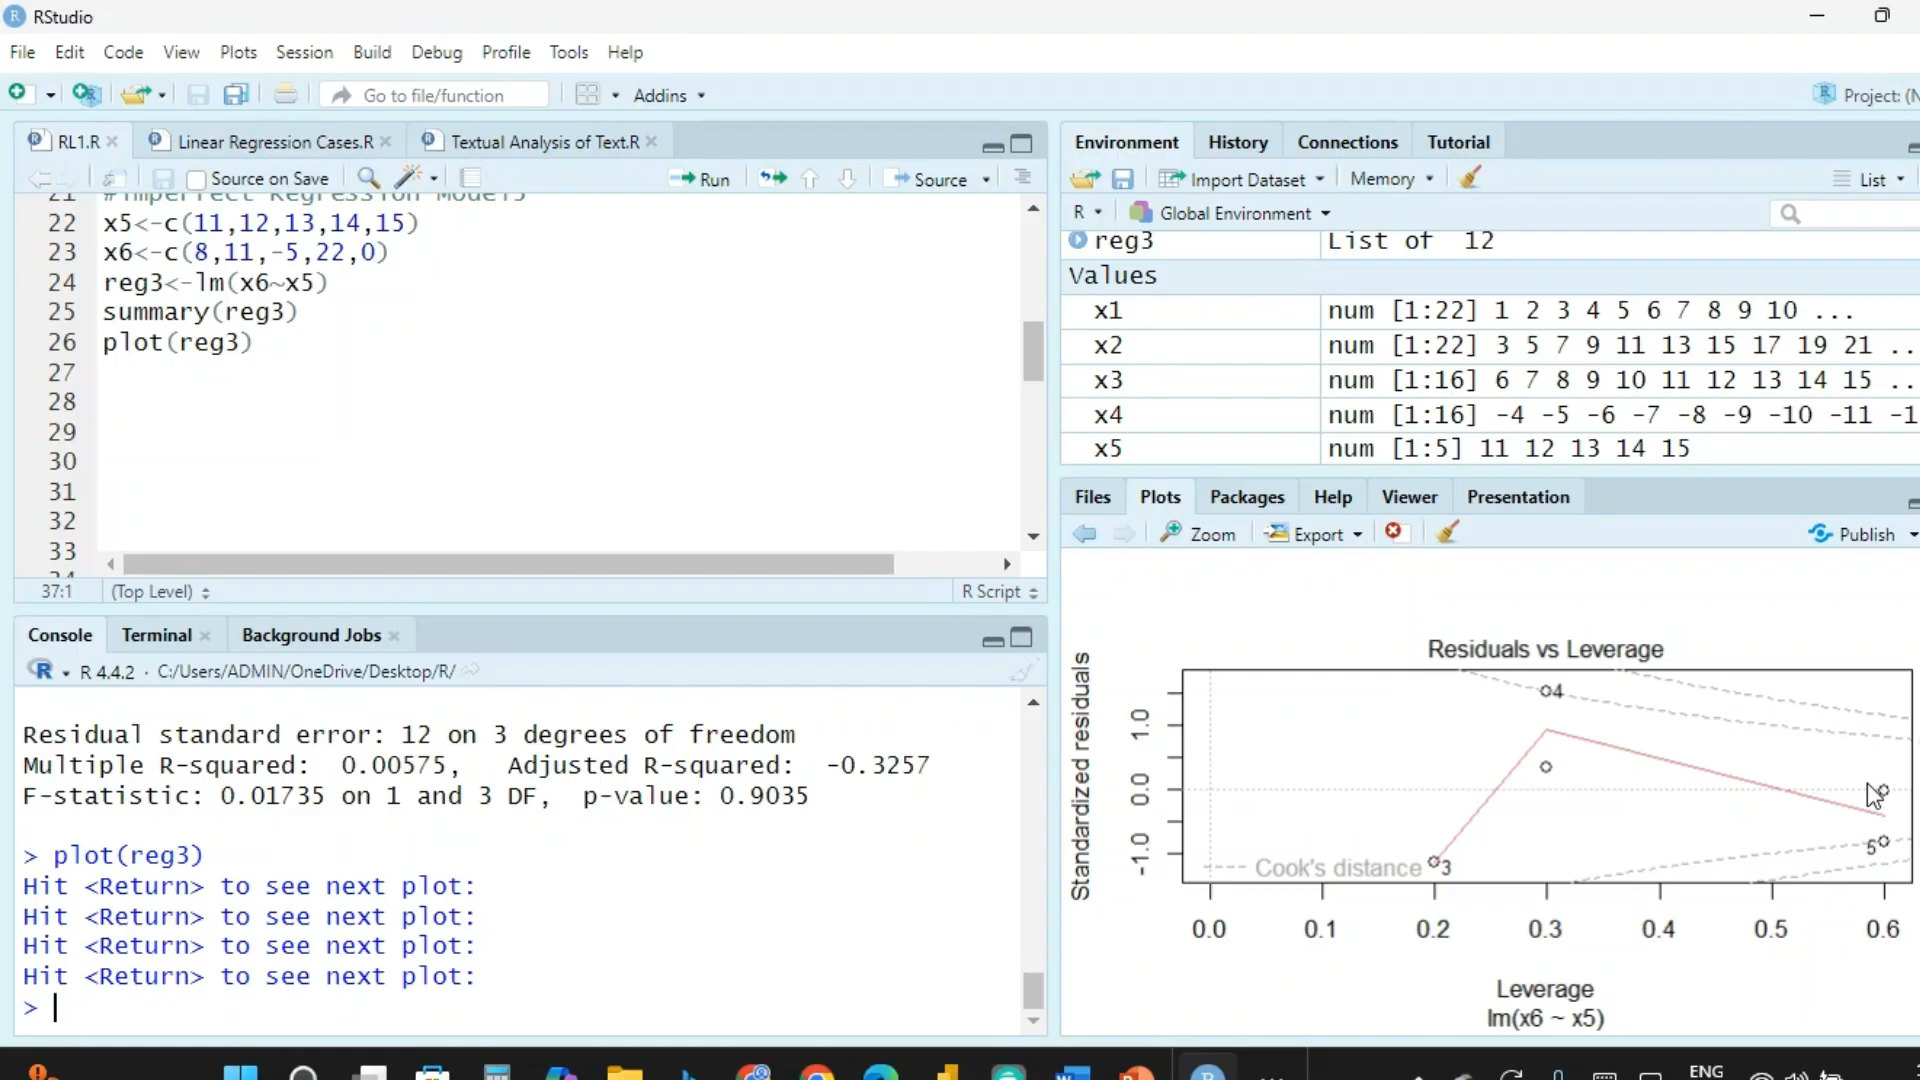 RStudio
File Edit Code View Plots Session Build Debug Profile Tools Help
Go to file/function Addins Project: (N
RL1.R Linear Regression Cases.R Textual Analysis of Text.R
Source on Save Run Source
21 #Imperfect Regression Models
22 x5<-c(11,12,13,14,15)
23 x6<-c(8,11,-5,22,0)
24 reg3<-lm(x6~x5)
25 summary(reg3)
26 plot(reg3)
27
28
29
30
31
32
33
34
37:1 (Top Level) R Script
Console Terminal Background Jobs
R 4.4.2 · C:/Users/ADMIN/OneDrive/Desktop/R/
Residual standard error: 12 on 3 degrees of freedom
Multiple R-squared: 0.00575, Adjusted R-squared: -0.3257
F-statistic: 0.01735 on 1 and 3 DF, p-value: 0.9035
> plot(reg3)
Hit <Return> to see next plot:
Hit <Return> to see next plot:
Hit <Return> to see next plot:
Hit <Return> to see next plot:
>
Environment History Connections Tutorial
Import Dataset Memory List
R Global Environment
reg3 List of 12
Values
x1 num [1:22] 1 2 3 4 5 6 7 8 9 10 ...
x2 num [1:22] 3 5 7 9 11 13 15 17 19 21 ..
x3 num [1:16] 6 7 8 9 10 11 12 13 14 15 ..
x4 num [1:16] -4 -5 -6 -7 -8 -9 -10 -11 -1
x5 num [1:5] 11 12 13 14 15
Files Plots Packages Help Viewer Presentation
Zoom Export Publish
Residuals vs Leverage
Standardized residuals
1.0
0.0
-1.0
4
3
5
Cook's distance
0.0 0.1 0.2 0.3 0.4 0.5 0.6
Leverage
lm(x6 ~ x5)
ENG